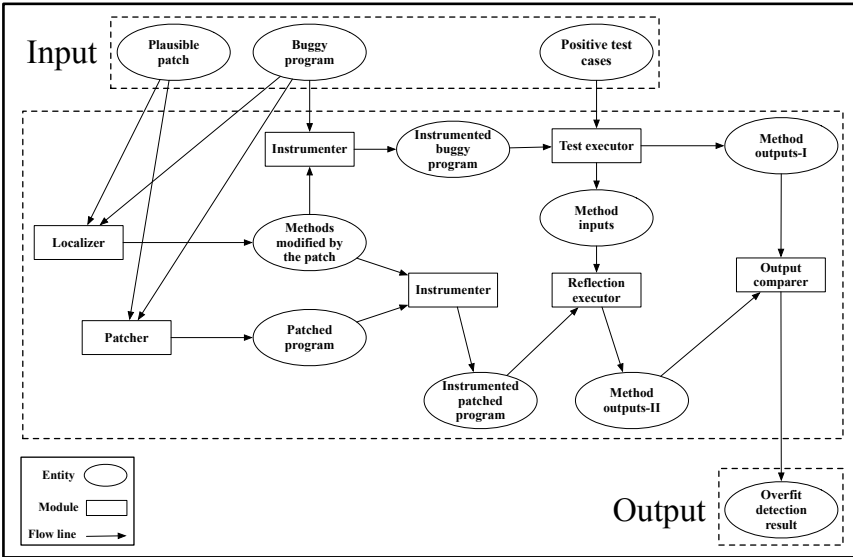 Input
Plausible
patch
Buggy
program
Positive test
cases
Instrumenter
Instrumented
buggy
program
Test executor
Method
outputs-I
Method
inputs
Localizer
Methods
modified by
the patch
Instrumenter
Reflection
executor
Output
comparer
Patcher
Patched
program
Instrumented
patched
program
Method
outputs-II
Entity
Module
Flow line
Output
Overfit
detection
result